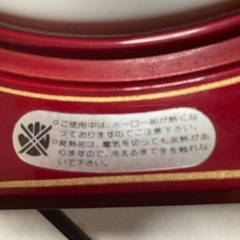 ○ご使用中は、ホーロー部が熱くな
っておりますのでご注意下さい。
○発熱部は、電気を切っても余熱があ
りますので、冷えるまで手を触れな
いで下さい。